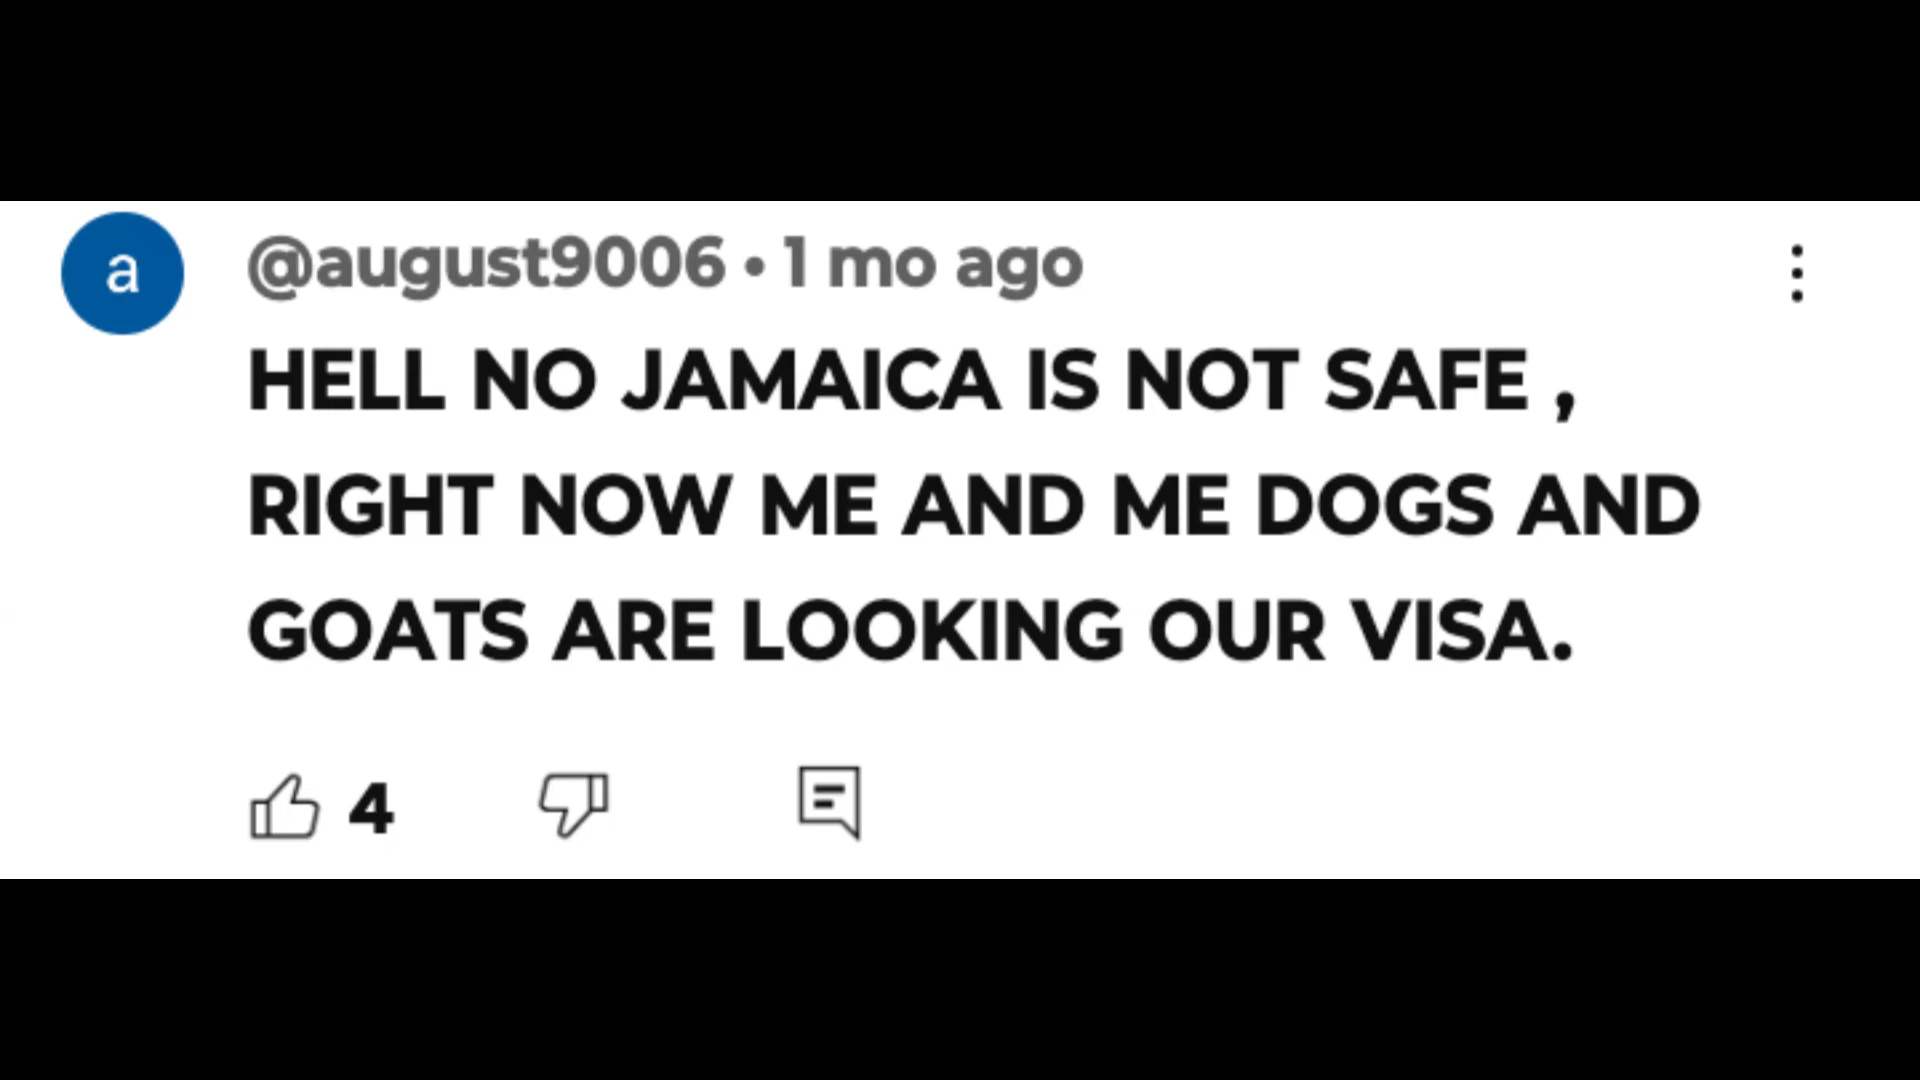 a
@august9006 • 1 mo ago
HELL NO JAMAICA IS NOT SAFE ,
RIGHT NOW ME AND ME DOGS AND
GOATS ARE LOOKING OUR VISA.
4